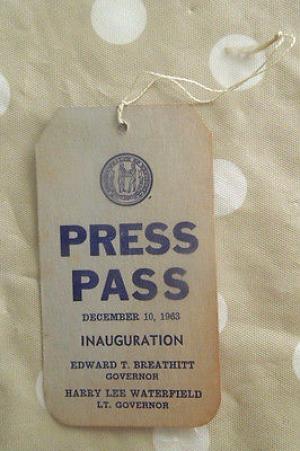 PRESS
PASS
DECEMBER 10, 1963
INAUGURATION
EDWARD T. BREATHITT
GOVERNOR
HARRY LEE WATERFIELD
LT. GOVERNOR